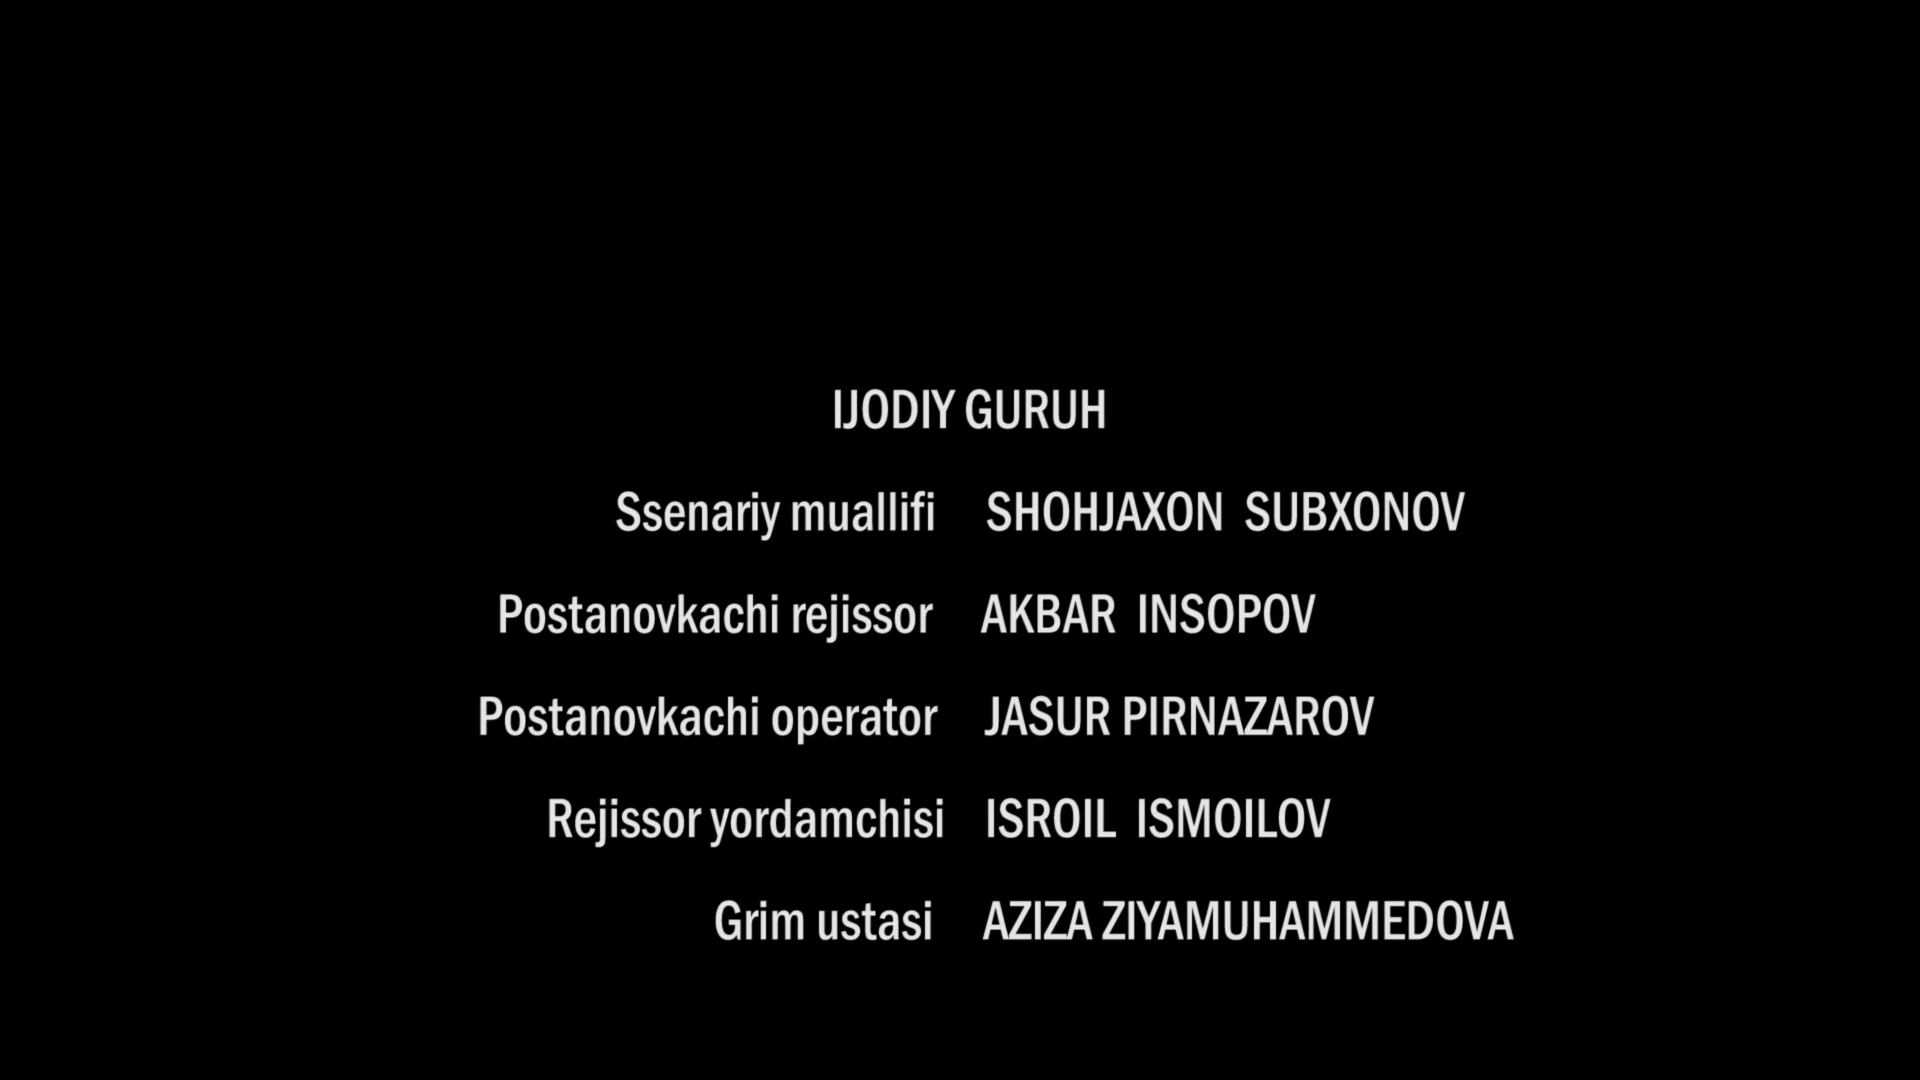 IJODIY GURUH
Ssenariy muallifi SHOHJAXON SUBXONOV
Postanovkachi rejissor AKBAR INSOPOV
Postanovkachi operator JASUR PIRNAZAROV
Rejissor yordamchisi ISROIL ISMOILOV
Grim ustasi AZIZA ZIYAMUHAMMEDOVA